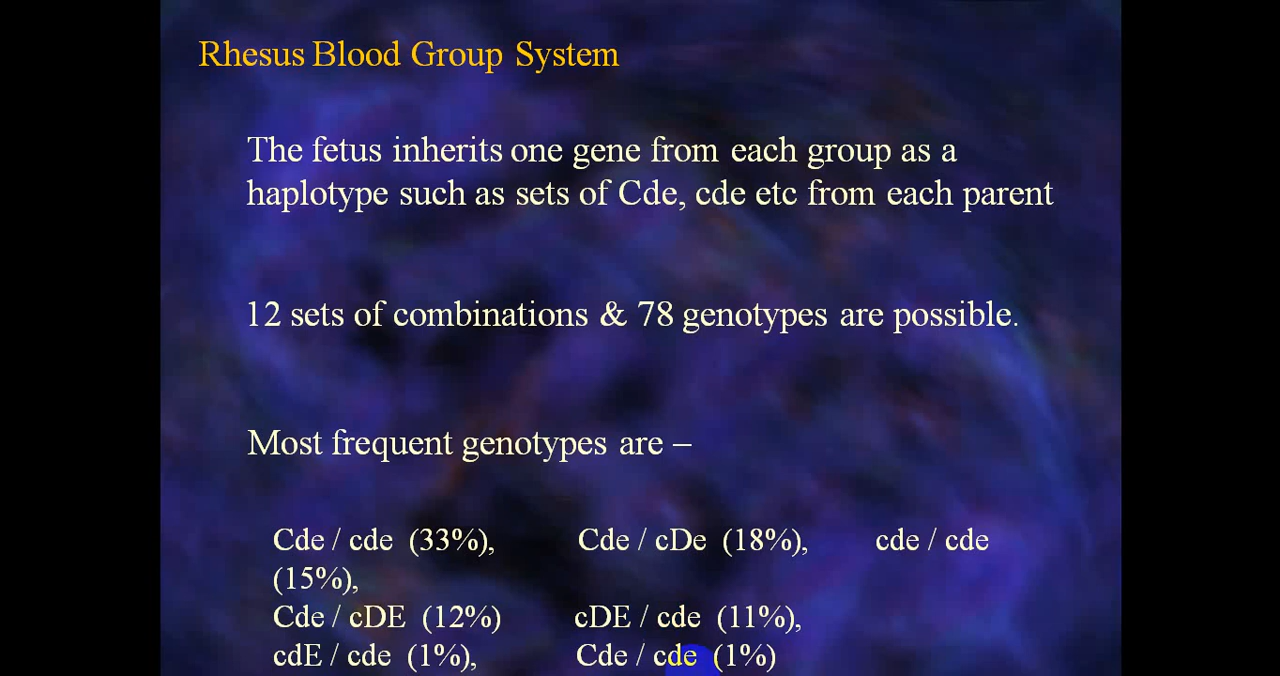 Rhesus Blood Group System
The fetus inherits one gene from each group as a
haplotype such as sets of Cde, cde etc from each parent
12 sets of combinations & 78 genotypes are possible.
Most frequent genotypes are –
Cde / cde (33%), Cde / cDe (18%), cde / cde
(15%),
Cde / cDE (12%) cDE / cde (11%),
cdE / cde (1%), Cde / cde (1%)